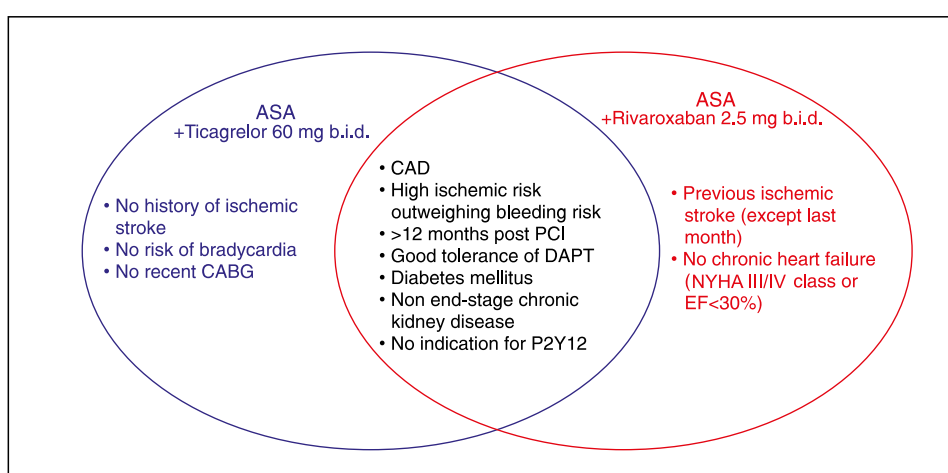 ASA
+Ticagrelor 60 mg b.i.d.
• No history of ischemic
stroke
• No risk of bradycardia
• No recent CABG
• CAD
• High ischemic risk
outweighing bleeding risk
• >12 months post PCI
• Good tolerance of DAPT
• Diabetes mellitus
• Non end-stage chronic
kidney disease
• No indication for P2Y12
ASA
+Rivaroxaban 2.5 mg b.i.d.
• Previous ischemic
stroke (except last
month)
• No chronic heart failure
(NYHA III/IV class or
EF<30%)